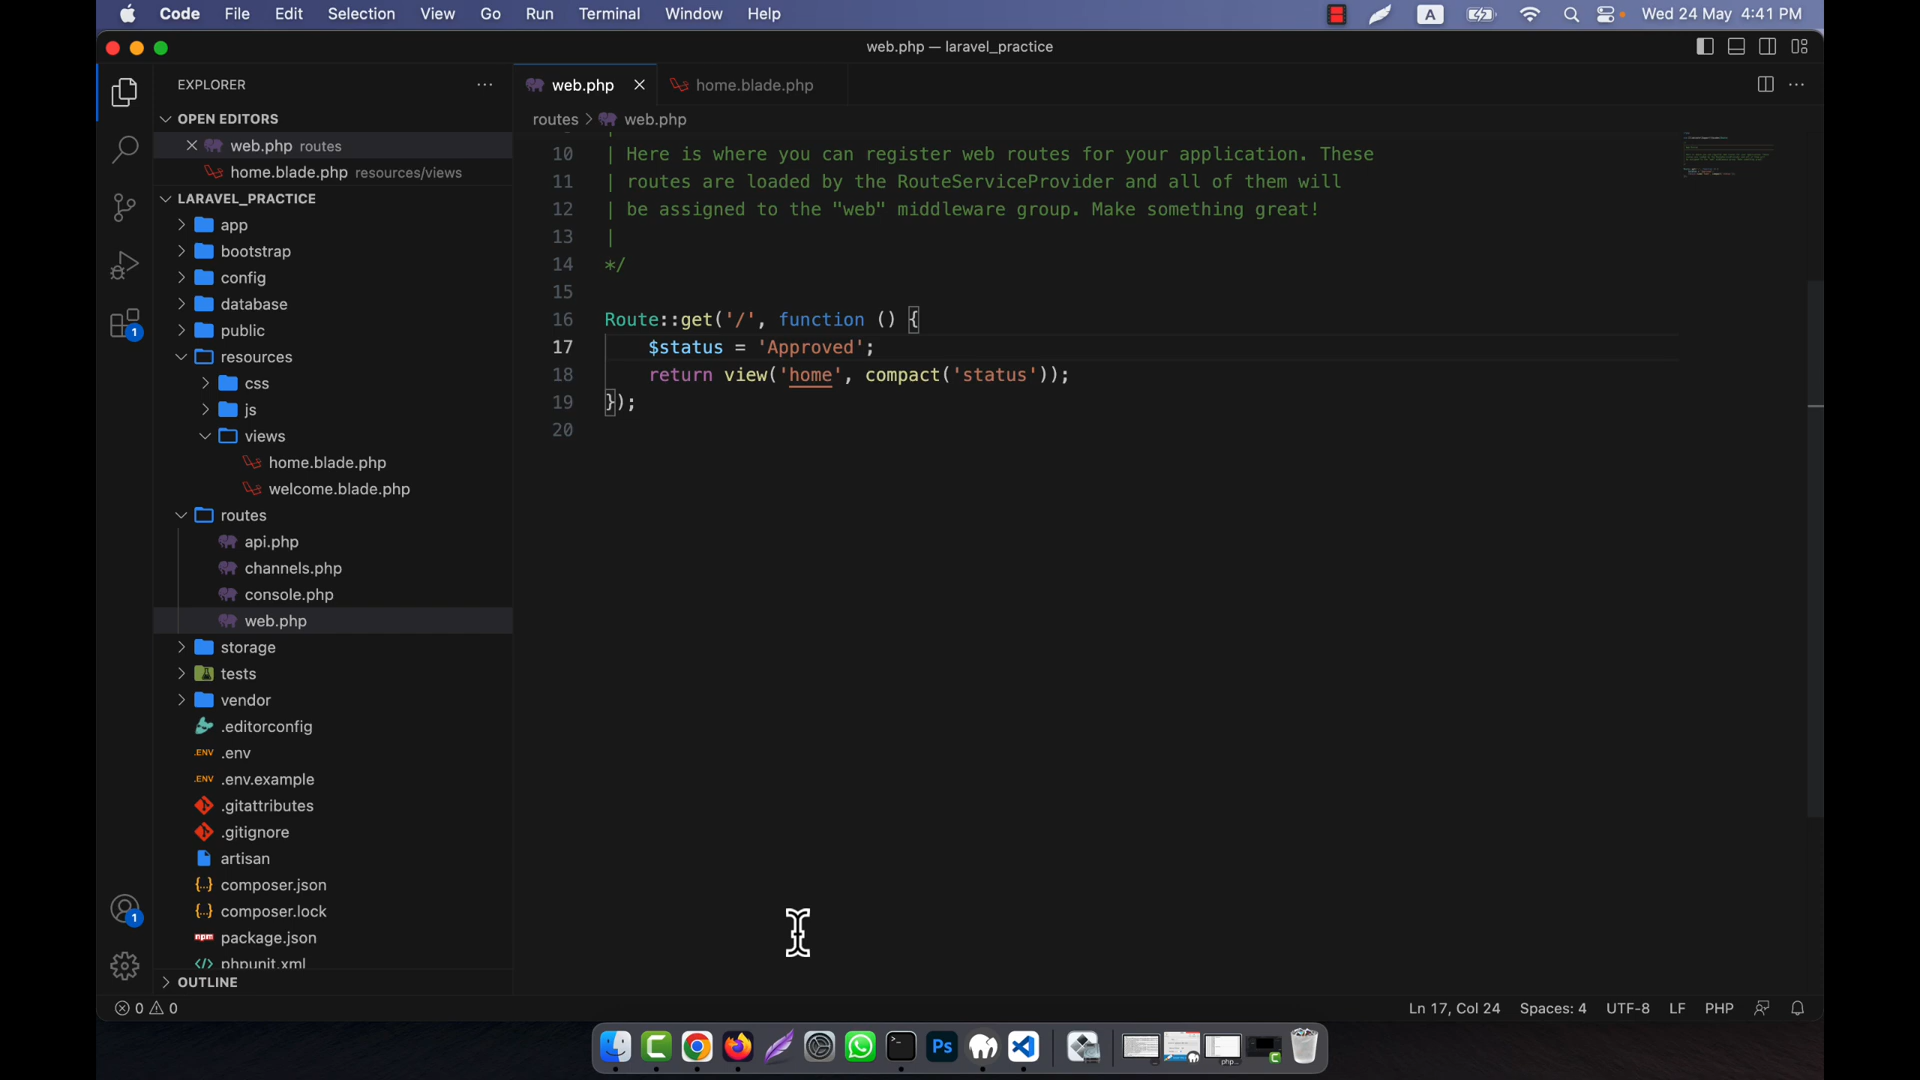 Code File Edit Selection View Go Run Terminal Window Help
A
Wed 24 May 4:41 PM
web.php — laravel_practice
EXPLORER
web.php
home.blade.php
OPEN EDITORS
web.php routes
home.blade.php resources/views
LARAVEL_PRACTICE
app
bootstrap
config
database
public
resources
css
js
views
home.blade.php
welcome.blade.php
routes
api.php
channels.php
console.php
web.php
storage
tests
vendor
.editorconfig
.ENV .env
.ENV .env.example
.gitattributes
.gitignore
artisan
{..} composer.json
{..} composer.lock
npm package.json
</> phpunit.xml
OUTLINE
1
1
routes > web.php
10 | Here is where you can register web routes for your application. These
11 | routes are loaded by the RouteServiceProvider and all of them will
12 | be assigned to the "web" middleware group. Make something great!
13 |
14 */
15
16 Route::get('/', function () {
17 $status = 'Approved';
18 return view('home', compact('status'));
19 });
20
0 0
Ln 17, Col 24 Spaces: 4 UTF-8 LF PHP
Ps
php